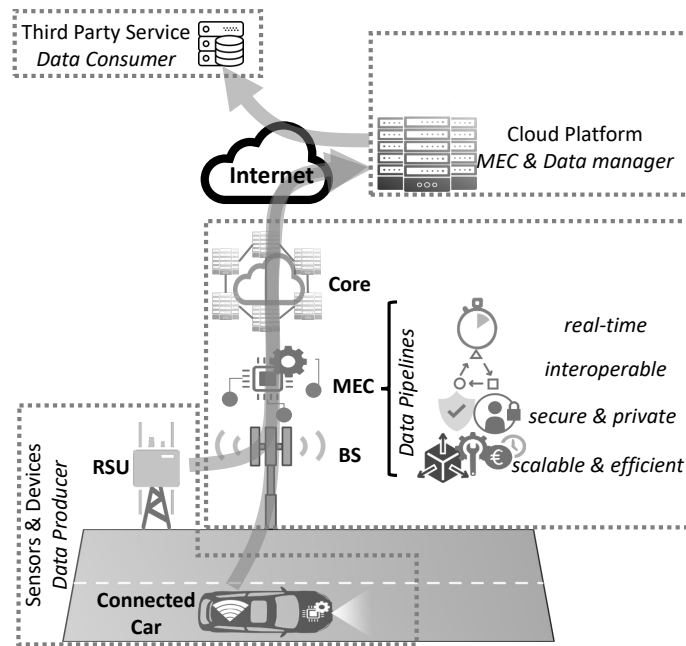 Third Party Service
Data Consumer
Cloud Platform
MEC & Data manager
Internet
Core
real-time
interoperable
MEC
Data Pipelines
secure & private
RSU
BS
€
scalable & efficient
Sensors & Devices
Data Producer
Connected
Car